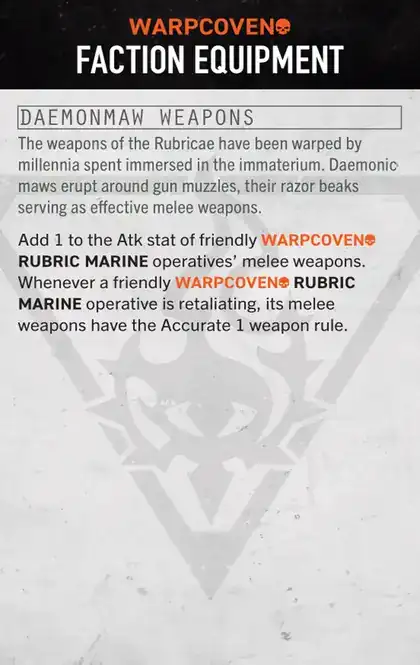 WARPCOVEN
FACTION EQUIPMENT
DAEMONMAW WEAPONS
The weapons of the Rubricae have been warped by
millennia spent immersed in the immaterium. Daemonic
maws erupt around gun muzzles, their razor beaks
serving as effective melee weapons.
Add 1 to the Atk stat of friendly WARPCOVEN
RUBRIC MARINE operatives’ melee weapons.
Whenever a friendly WARPCOVEN RUBRIC
MARINE operative is retaliating, its melee
weapons have the Accurate 1 weapon rule.